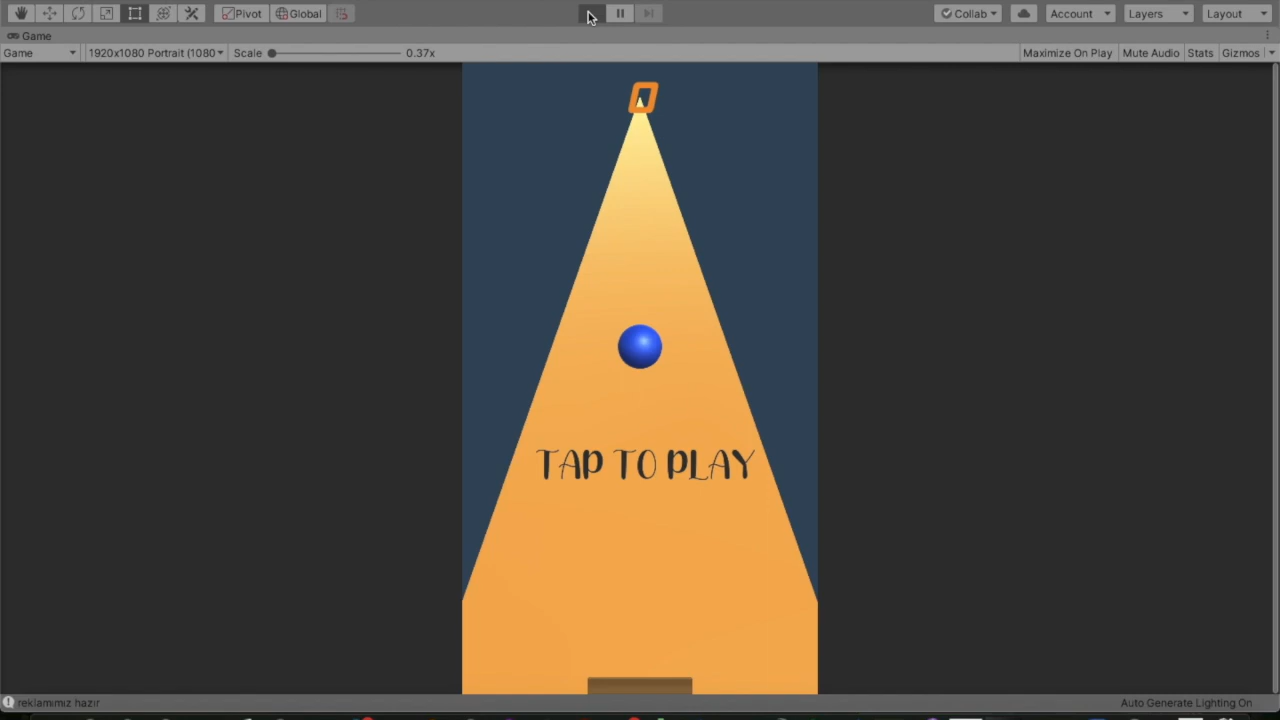 Pivot Global Collab Account Layers Layout
Game
Game 1920x1080 Portrait (1080 Scale 0.37x Maximize On Play Mute Audio Stats Gizmos
0
TAP TO PLAY
reklamımız hazır Auto Generate Lighting On